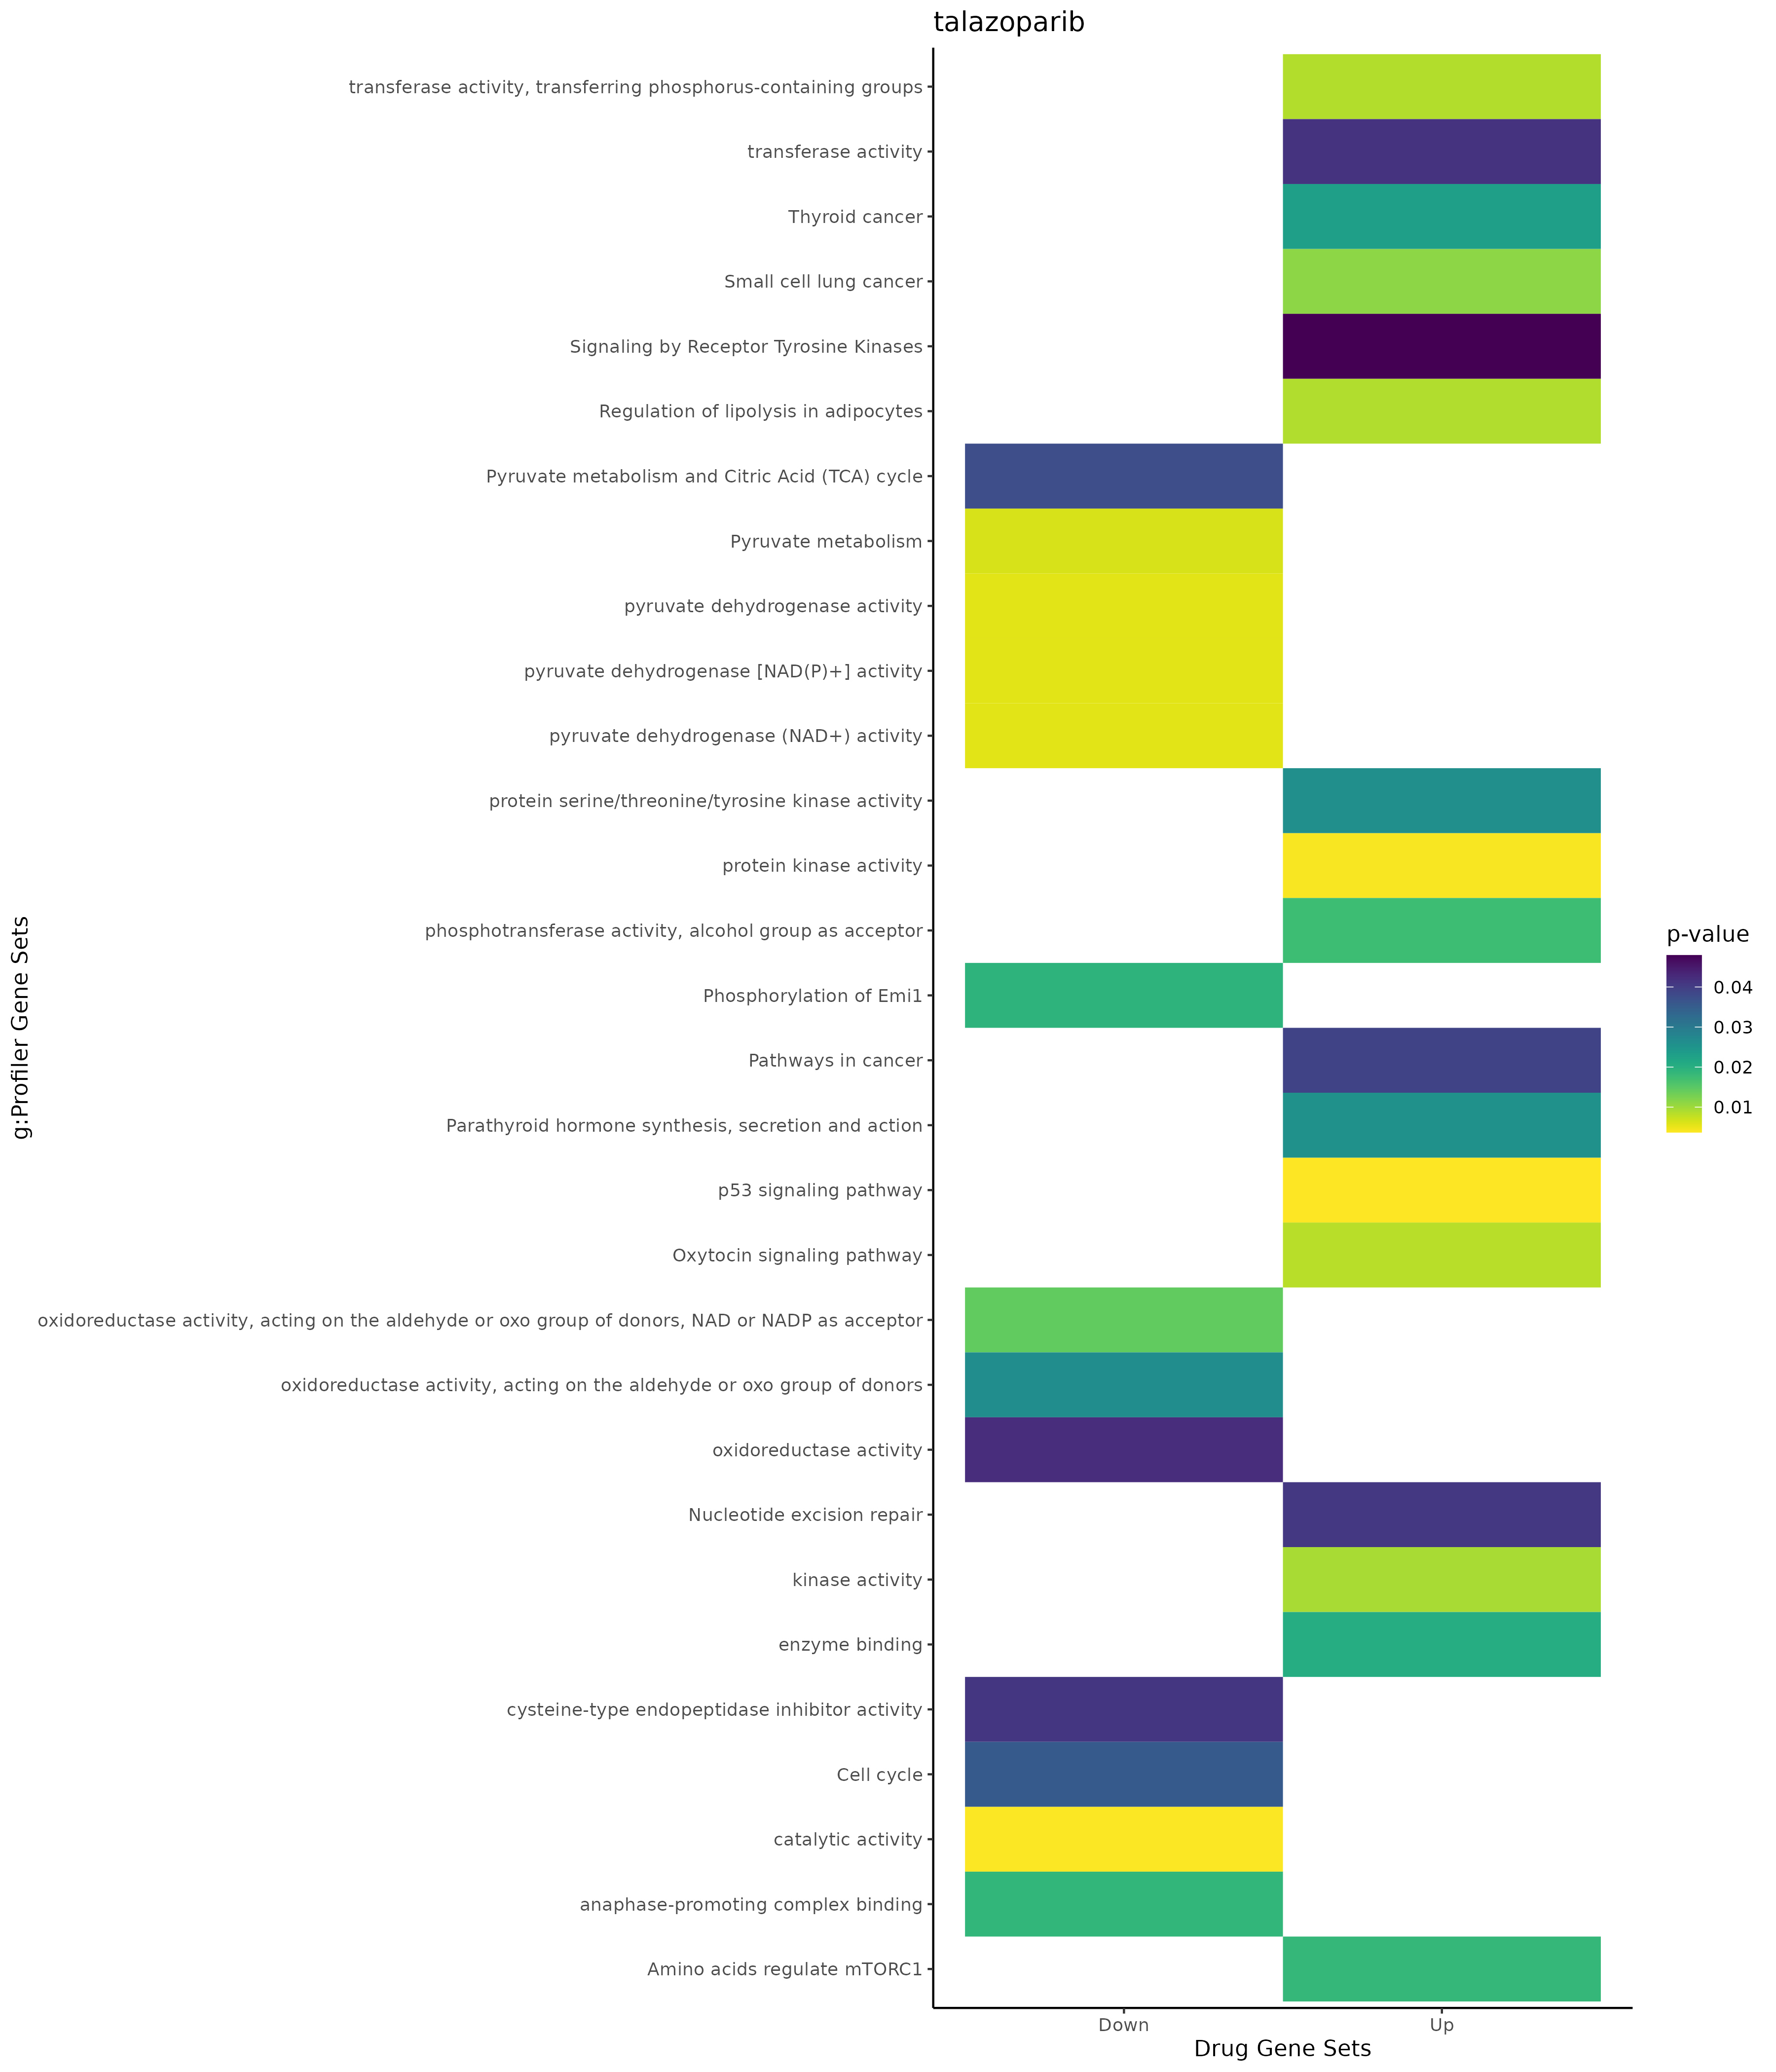 talazoparib
transferase activity, transferring phosphorus-containing groups
transferase activity
Thyroid cancer
Small cell lung cancer
Signaling by Receptor Tyrosine Kinases
Regulation of lipolysis in adipocytes
Pyruvate metabolism and Citric Acid (TCA) cycle
Pyruvate metabolism
pyruvate dehydrogenase activity
pyruvate dehydrogenase [NAD(P)+] activity
pyruvate dehydrogenase (NAD+) activity
protein serine/threonine/tyrosine kinase activity
protein kinase activity
phosphotransferase activity, alcohol group as acceptor
Phosphorylation of Emi1
Pathways in cancer
Parathyroid hormone synthesis, secretion and action
p53 signaling pathway
Oxytocin signaling pathway
oxidoreductase activity, acting on the aldehyde or oxo group of donors, NAD or NADP as acceptor
oxidoreductase activity, acting on the aldehyde or oxo group of donors
oxidoreductase activity
Nucleotide excision repair
kinase activity
enzyme binding
cysteine-type endopeptidase inhibitor activity
Cell cycle
catalytic activity
anaphase-promoting complex binding
Amino acids regulate mTORC1
g:Profiler Gene Sets
Down
Up
Drug Gene Sets
p-value
0.04
0.03
0.02
0.01